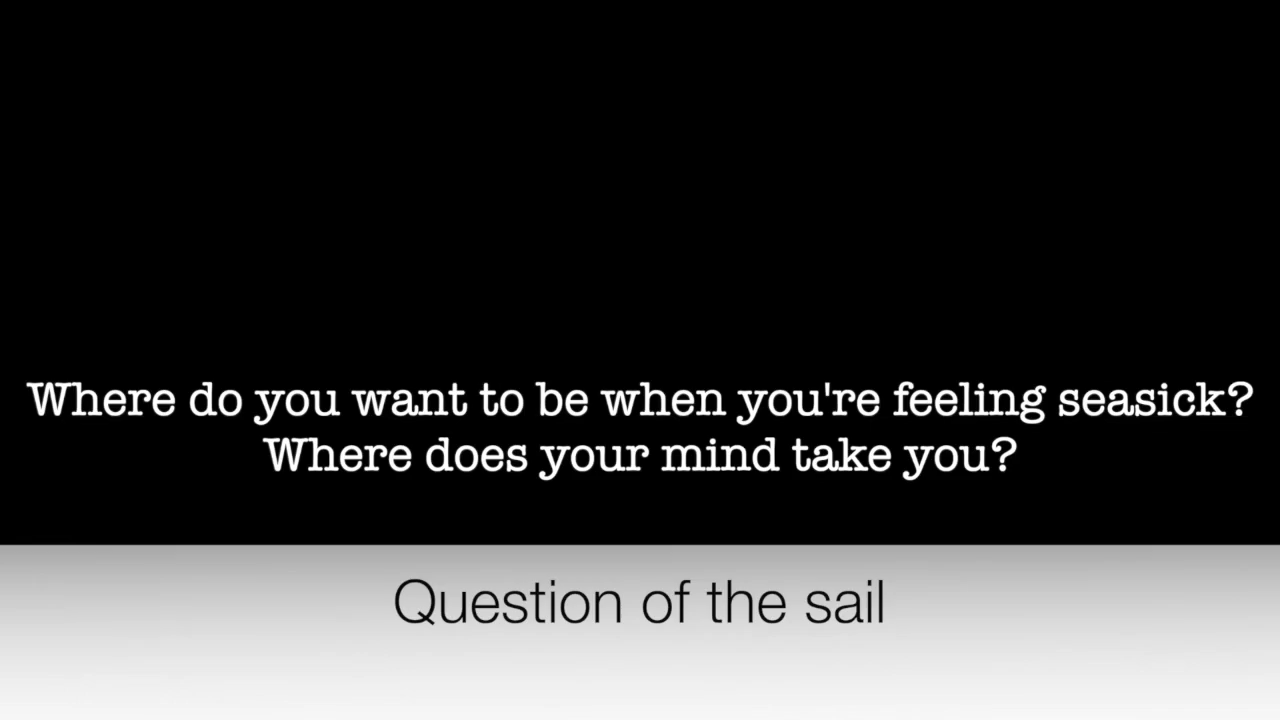 Where do you want to be when you're feeling seasick?
Where does your mind take you?
Question of the sail